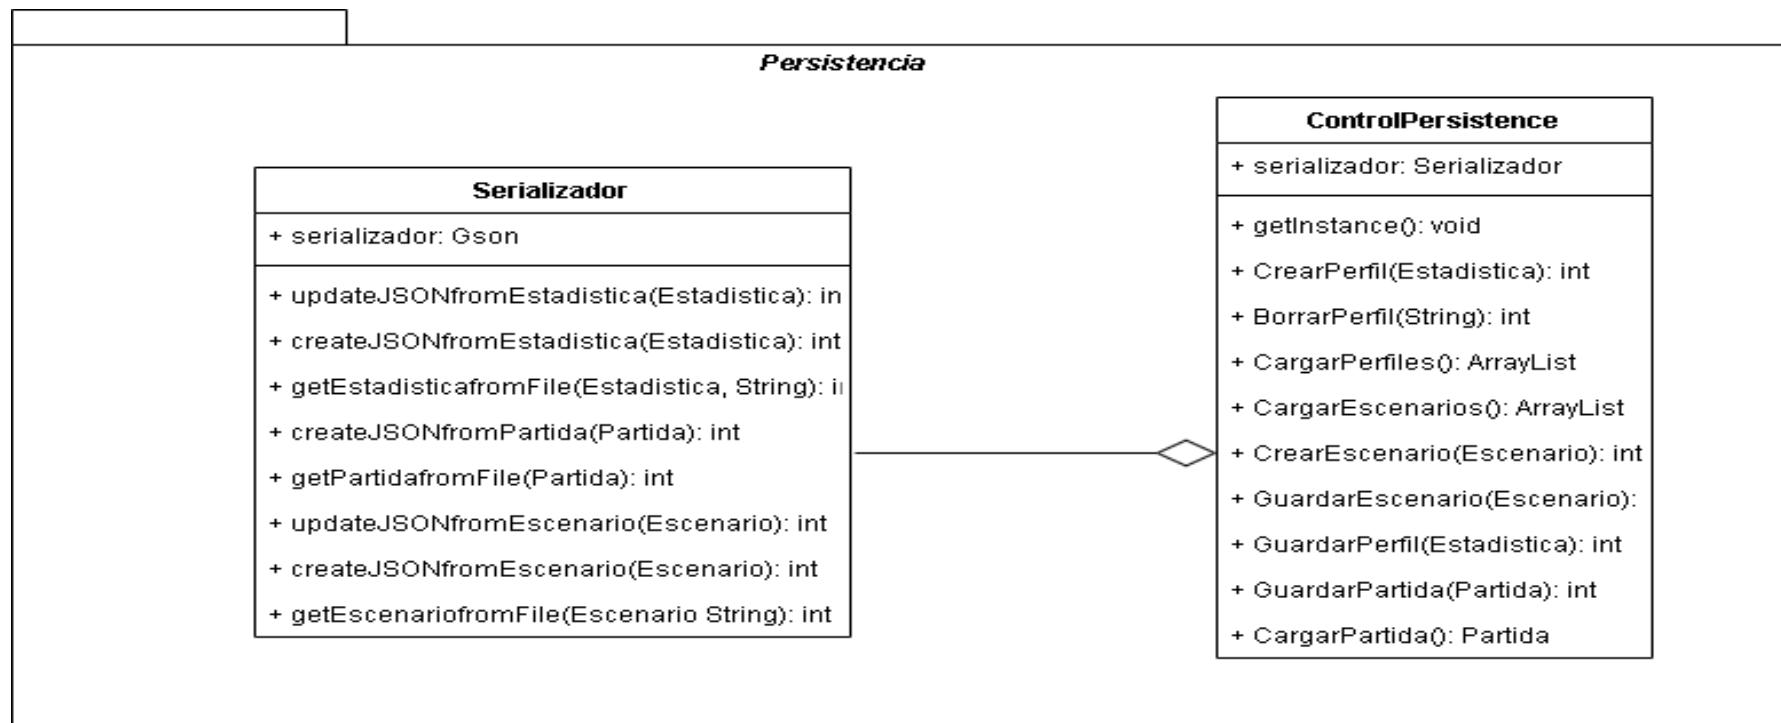 Persistencia
Serializador
+ serializador: Gson
+ updateJSONfromEstadistica(Estadistica): in
+ createJSONfromEstadistica(Estadistica): int
+ getEstadisticafromFile(Estadistica, String): i
+ createJSONfromPartida(Partida): int
+ getPartidafromFile(Partida): int
+ updateJSONfromEscenario(Escenario): int
+ createJSONfromEscenario(Escenario): int
+ getEscenariofromFile(Escenario String): int
ControlPersistence
+ serializador: Serializador
+ getInstance(): void
+ CrearPerfil(Estadistica): int
+ BorrarPerfil(String): int
+ CargarPerfiles(): ArrayList
+ CargarEscenarios(): ArrayList
+ CrearEscenario(Escenario): int
+ GuardarEscenario(Escenario):
+ GuardarPerfil(Estadistica): int
+ GuardarPartida(Partida): int
+ CargarPartida(): Partida